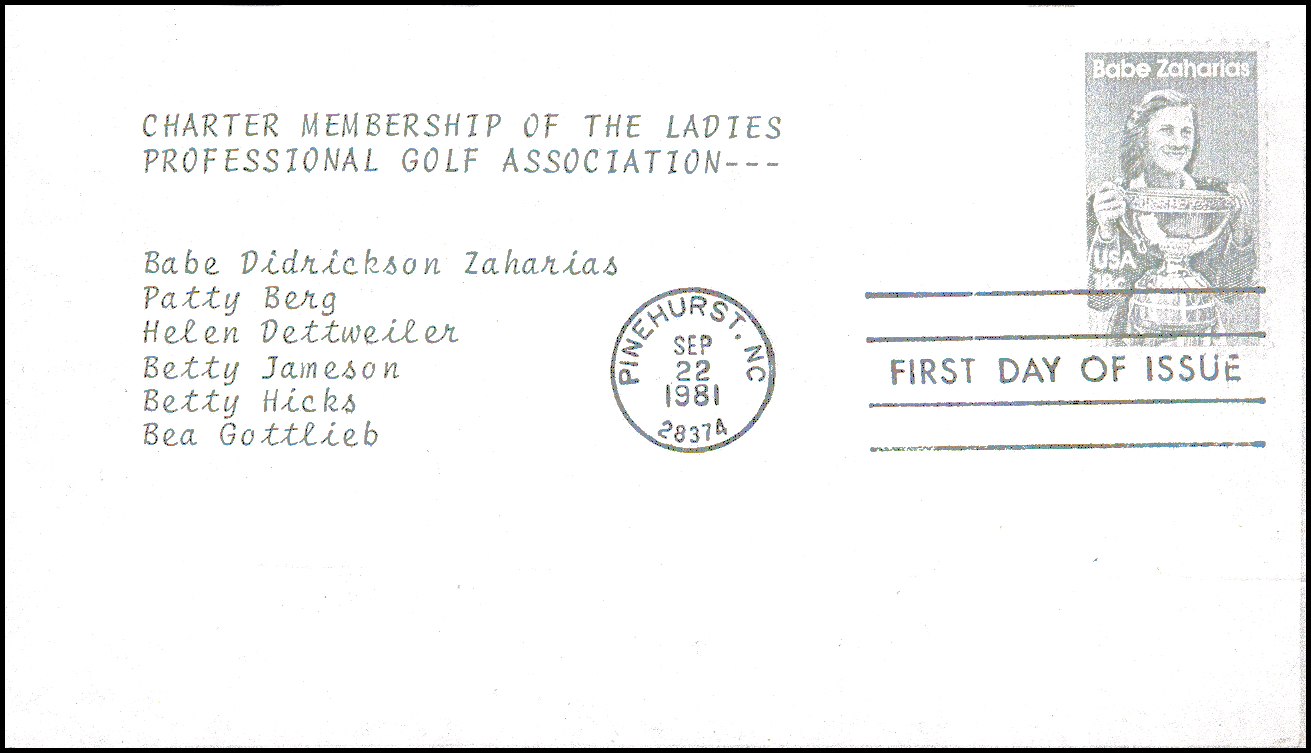 Babe Zaharias
CHARTER MEMBERSHIP OF THE LADIES
PROFESSIONAL GOLF ASSOCIATION---
Babe Didrickson Zaharias
Patty Berg
Helen Dettweiler
Betty Jameson
Betty Hicks
Bea Gottlieb
USA
18c
PINEHURST, NC
SEP
22
1981
28374
FIRST DAY OF ISSUE